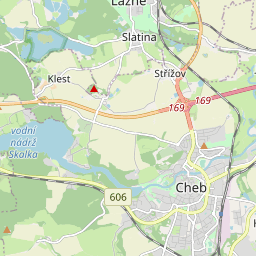 Lázně
Slatina
Klest
Střížov
169
169
vodní
nádrž
Skalka
Cheb
606